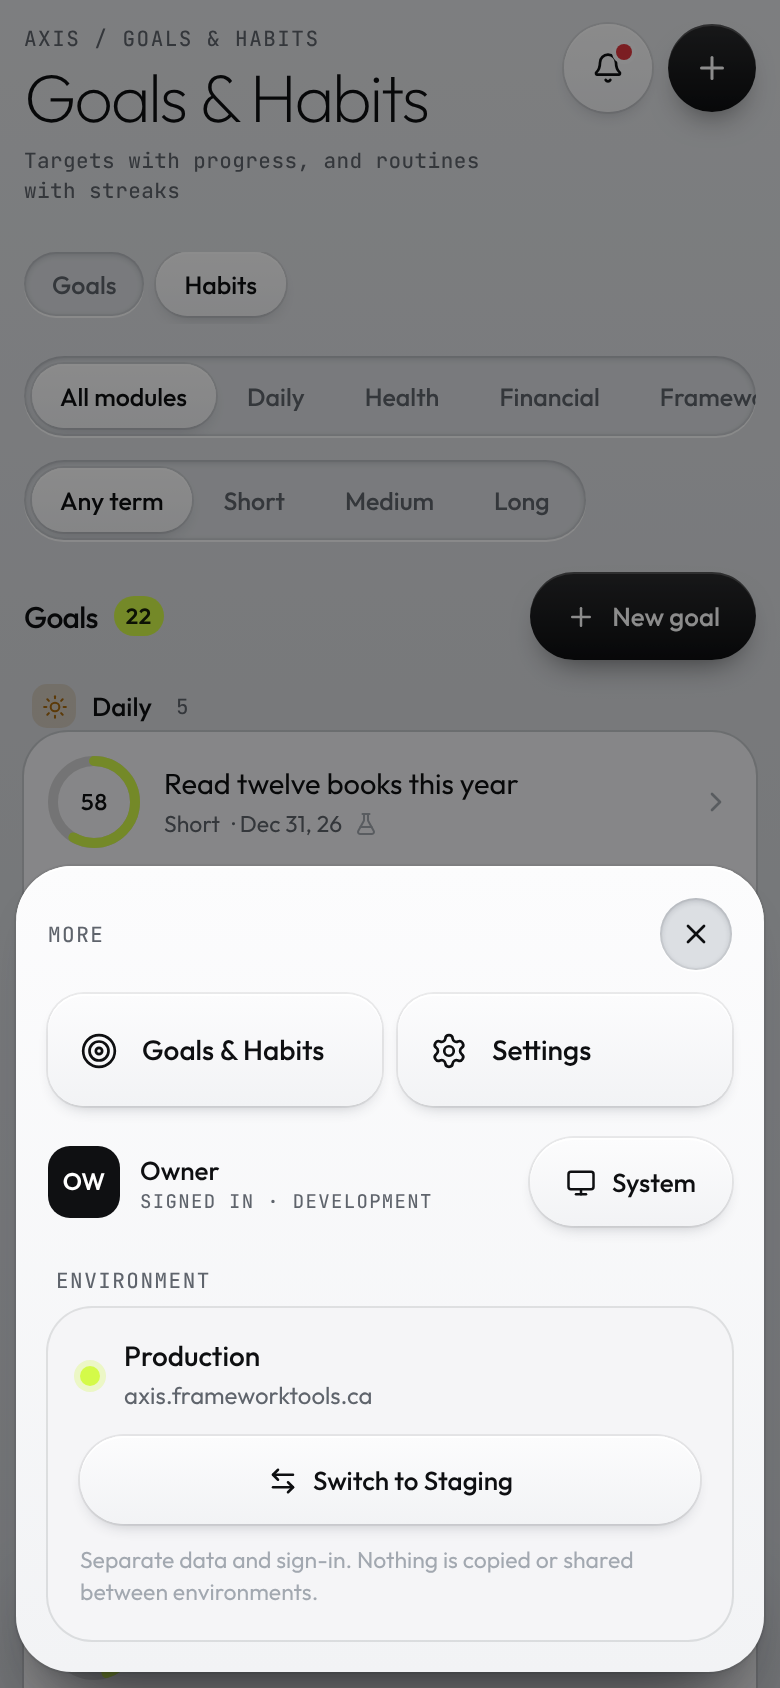 AXIS / GOALS & HABITS
Goals & Habits
Targets with progress, and routines
with streaks
Goals
Habits
All modules
Daily
Health
Financial
Any term
Short
Medium
Long
Goals
22
New goal
Daily
5
58
Read twelve books this year
Short · Dec 31, 26
MORE
Goals & Habits
Settings
OW
Owner
SIGNED IN · DEVELOPMENT
System
ENVIRONMENT
Production
axis.frameworktools.ca
Switch to Staging
Separate data and sign-in. Nothing is copied or shared
between environments.